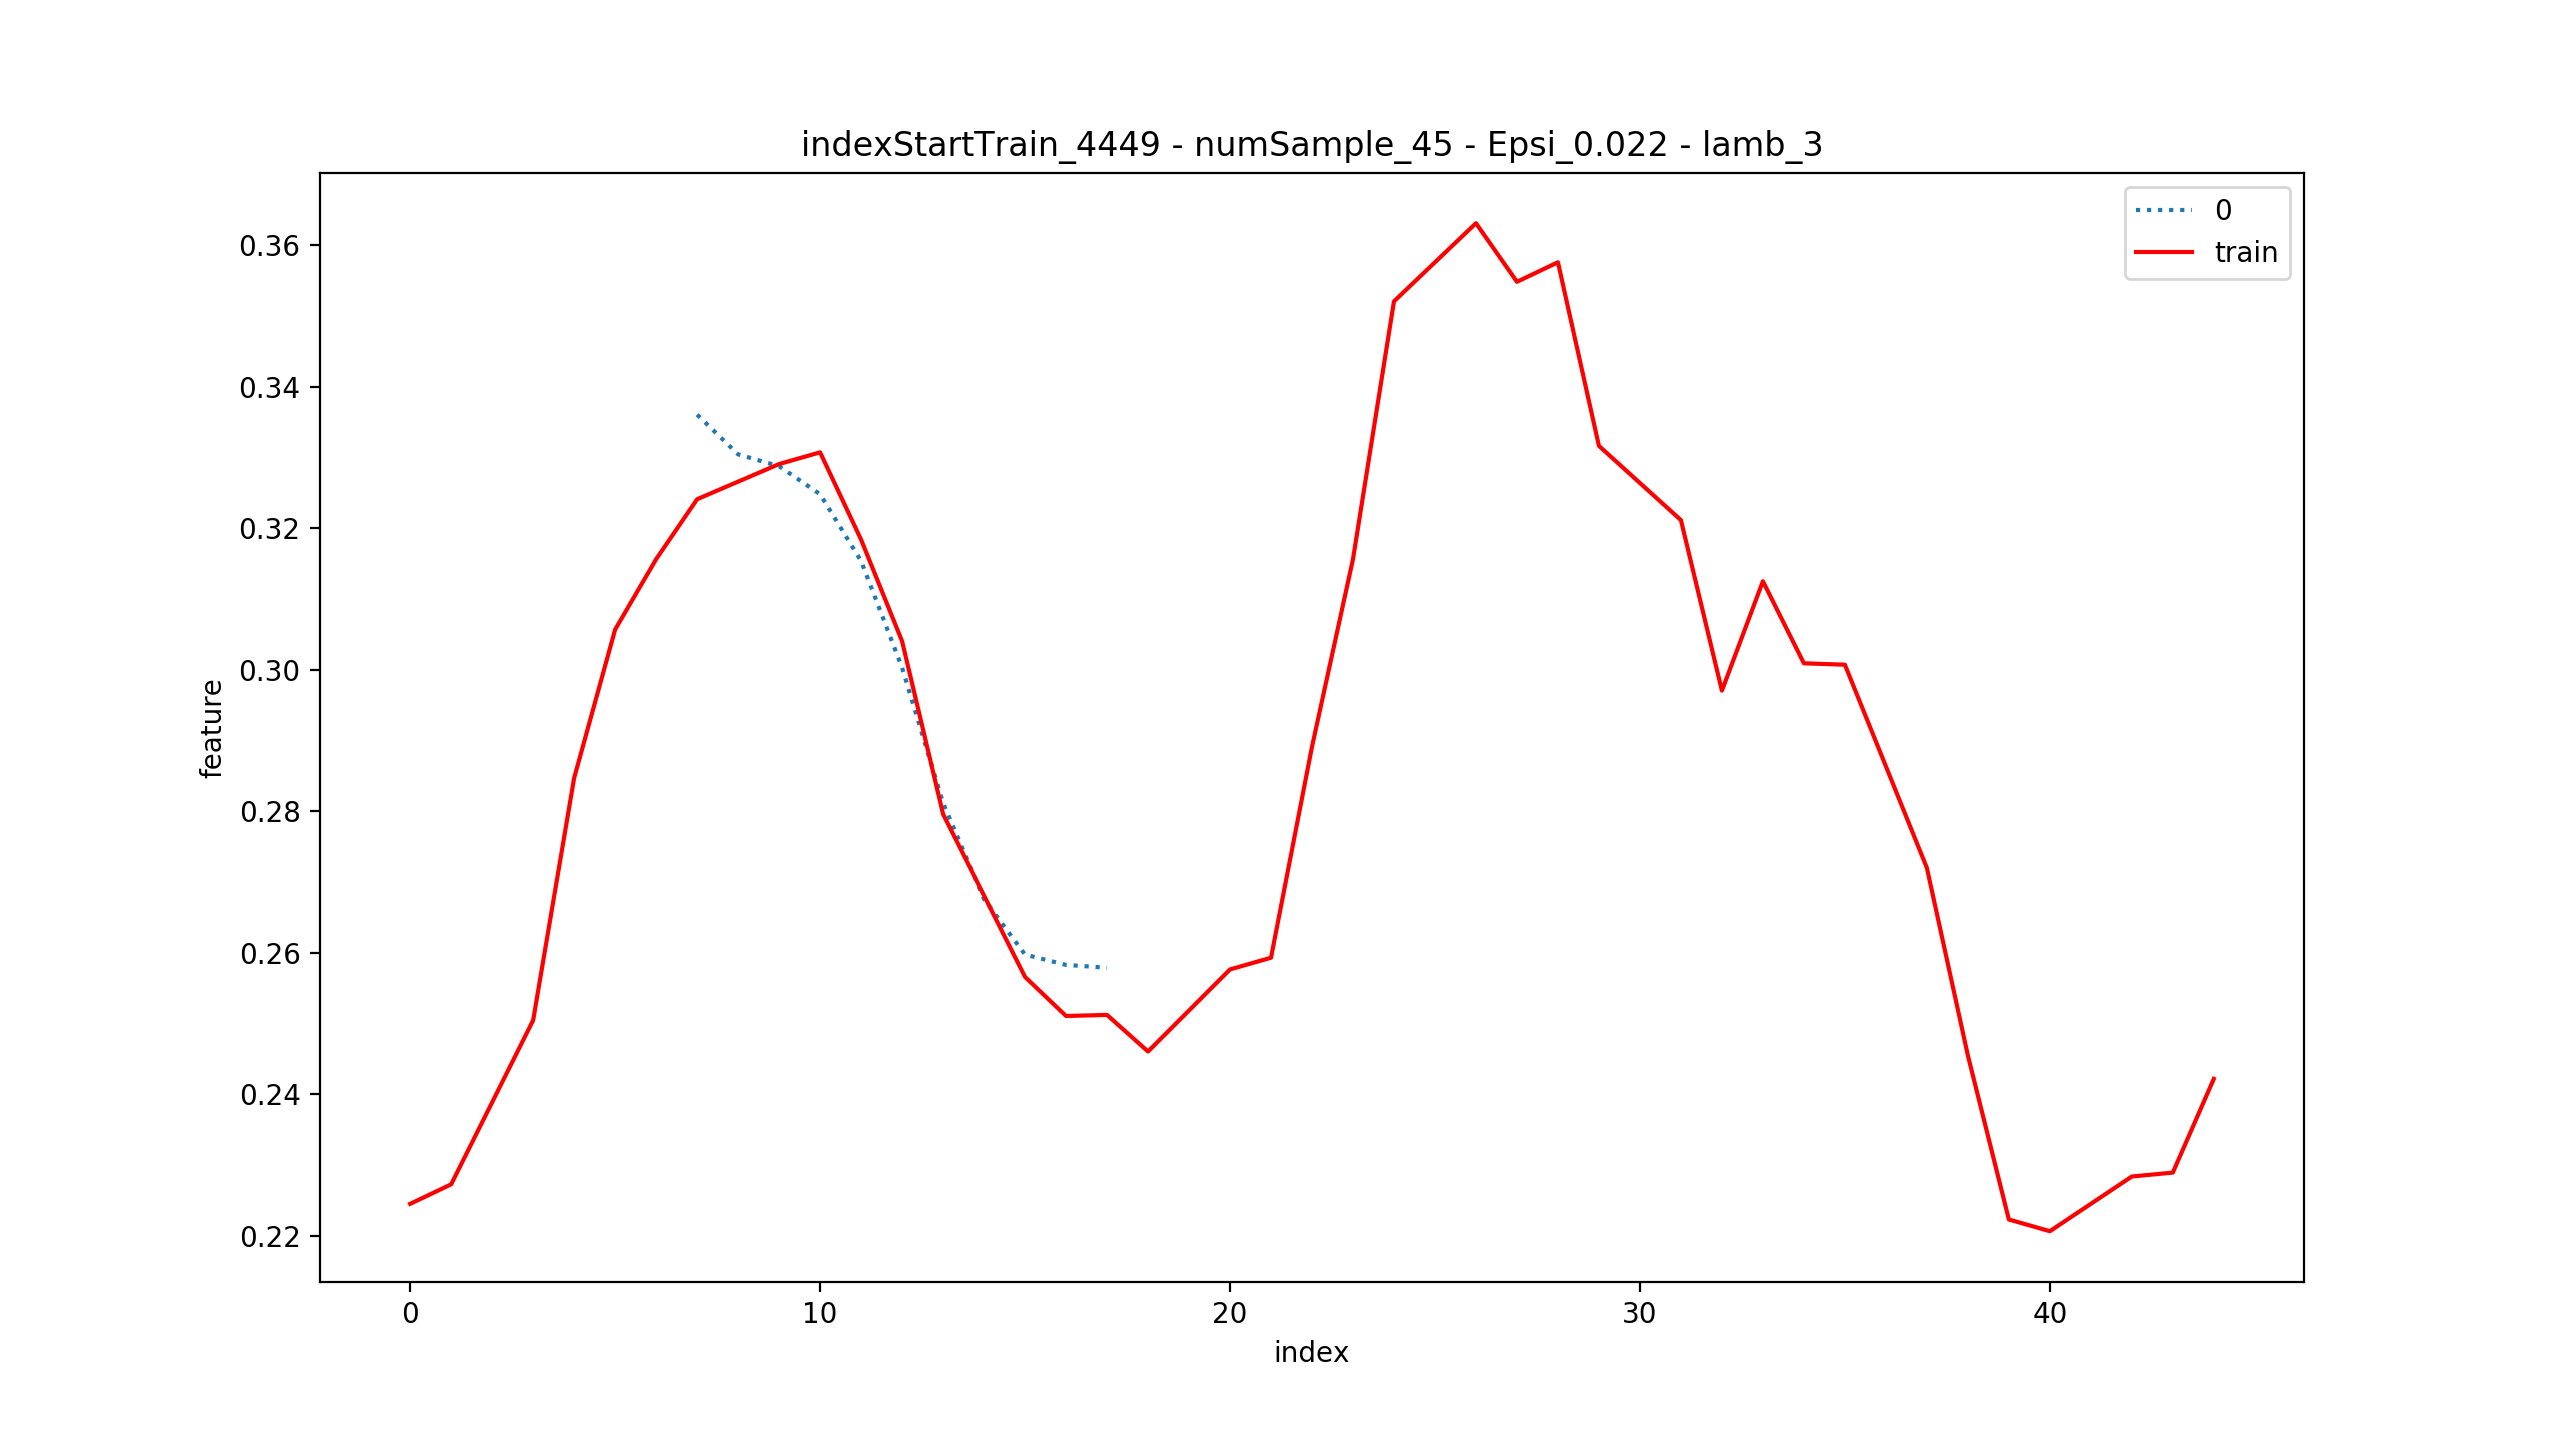 indexStartTrain_4449 - numSample_45 - Epsi_0.022 - lamb_3
0
train
0.36
0.34
0.32
0.30
0.28
0.26
0.24
0.22
feature
0 10 20 30 40
index